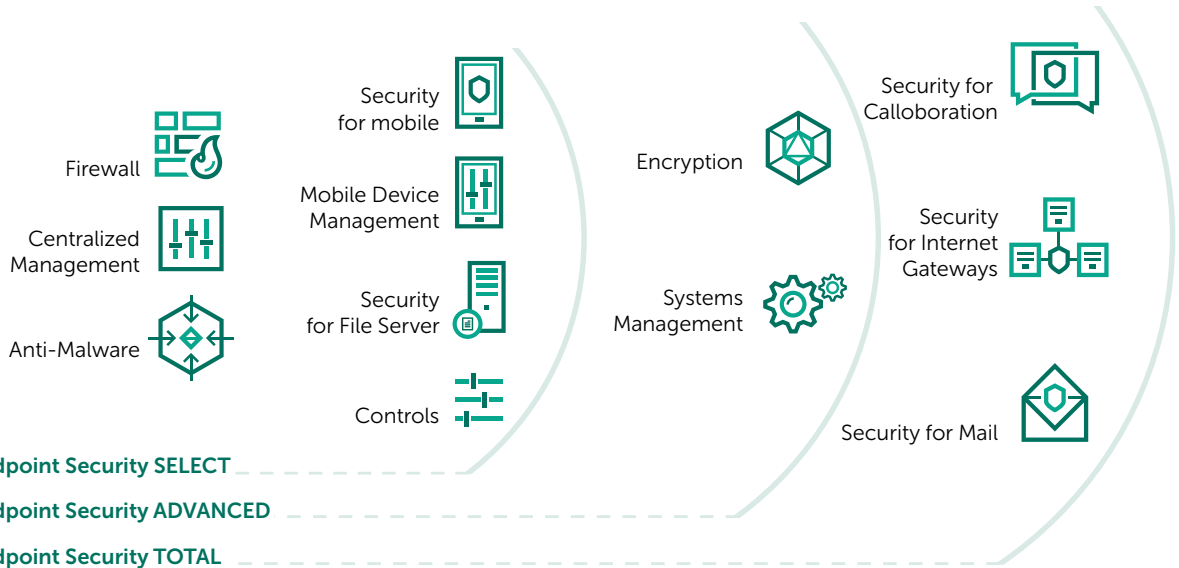 Firewall
Centralized
Management
Anti-Malware
Security
for mobile
Mobile Device
Management
Security
for File Server
Controls
Encryption
Systems
Management
Security for
Calloboration
Security
for Internet
Gateways
Security for Mail
dpoint Security SELECT
dpoint Security ADVANCED
dpoint Security TOTAL